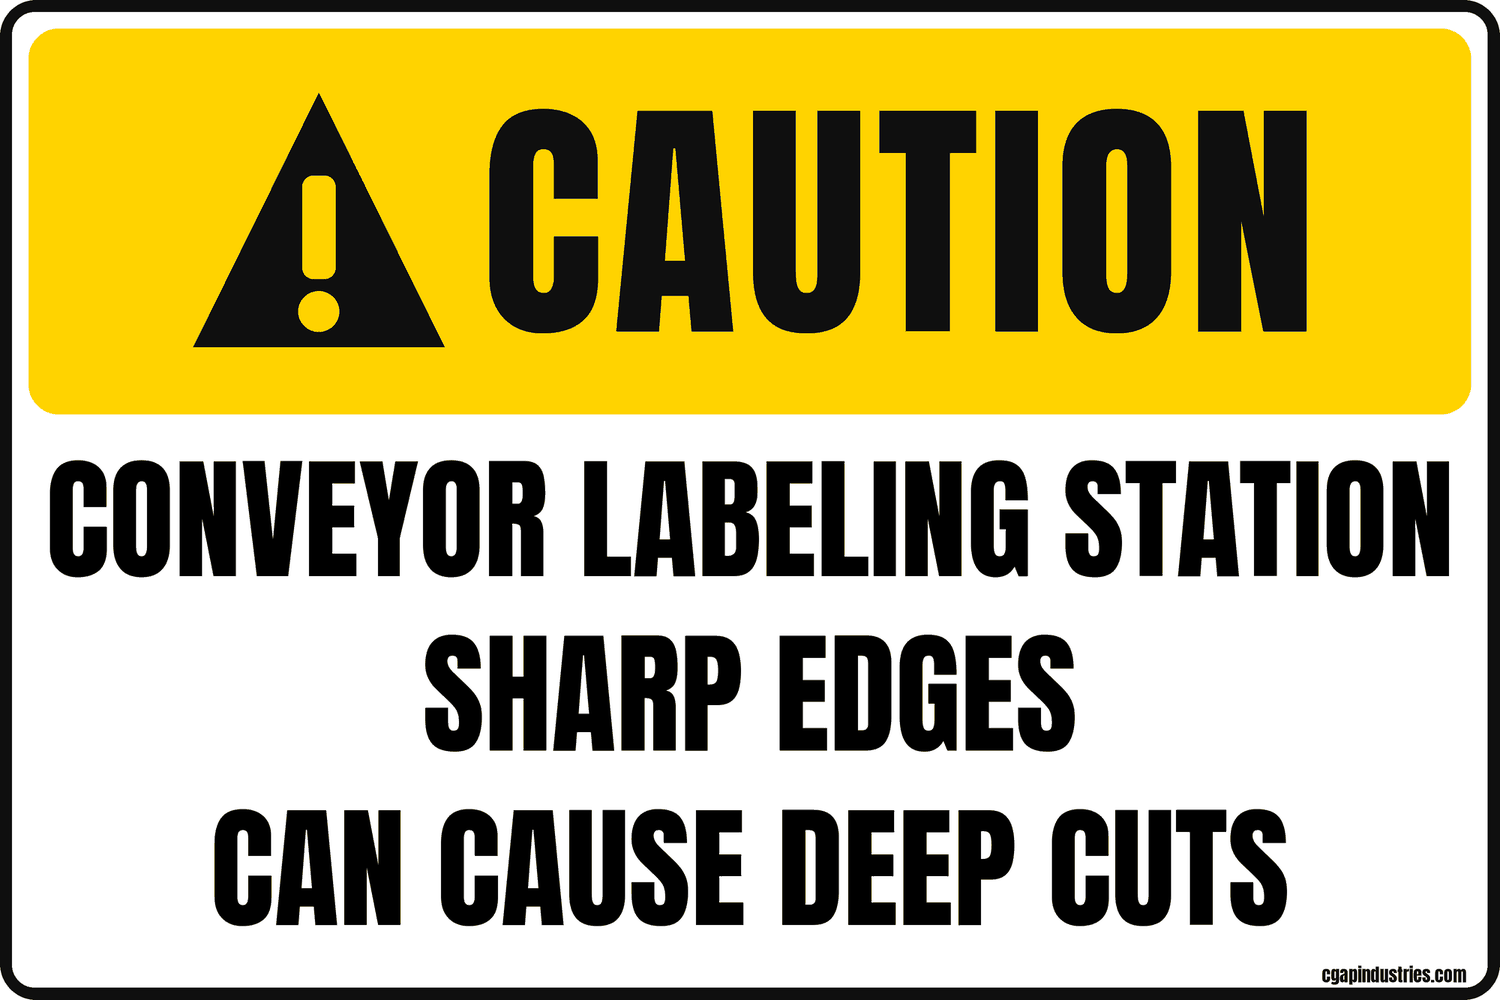 CAUTION
CONVEYOR LABELING STATION
SHARP EDGES
CAN CAUSE DEEP CUTS
cgapindustries.com